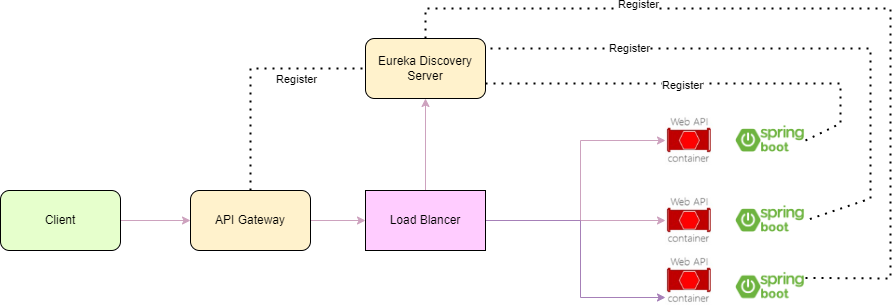 Register
Eureka Discovery
Server
Register
Register
Register
Web API
container
spring
boot
Client
API Gateway
Load Blancer
Web API
container
spring
boot
Web API
container
spring
boot